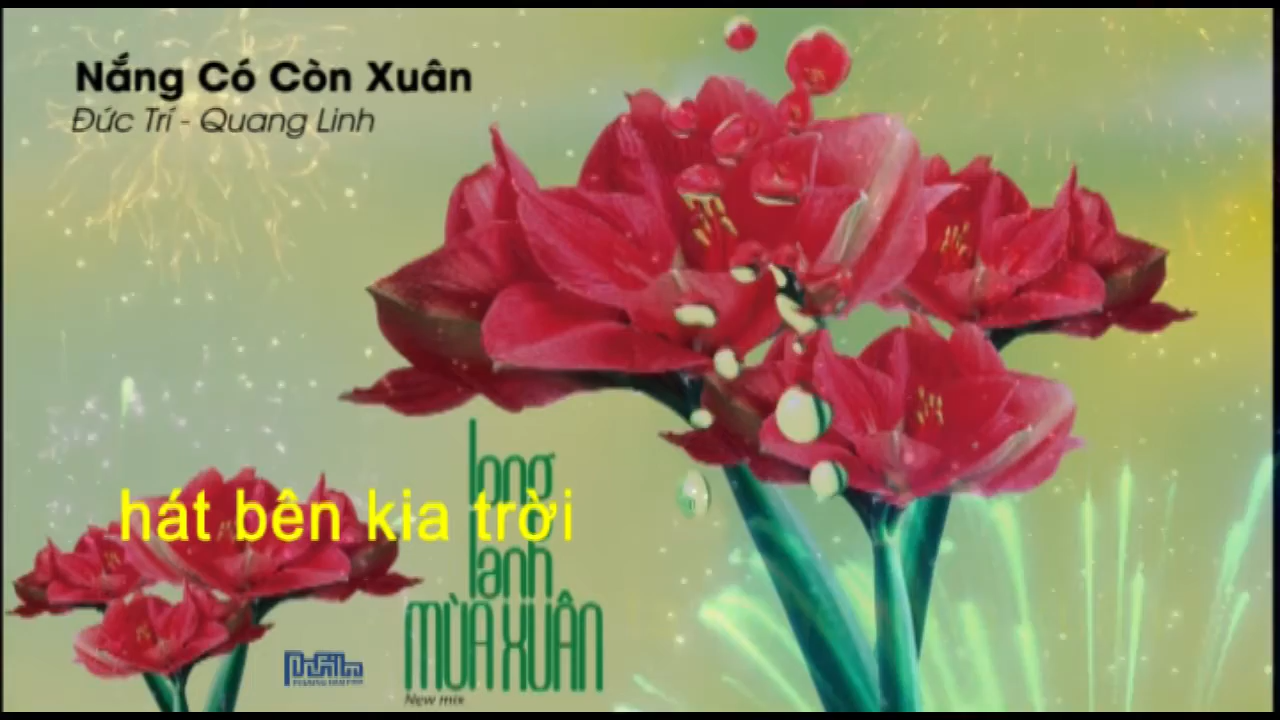 Nắng Có Còn Xuân
Đức Trí - Quang Linh
long
hát bên kia trời
lanh
MÙA XUÂN
New mix